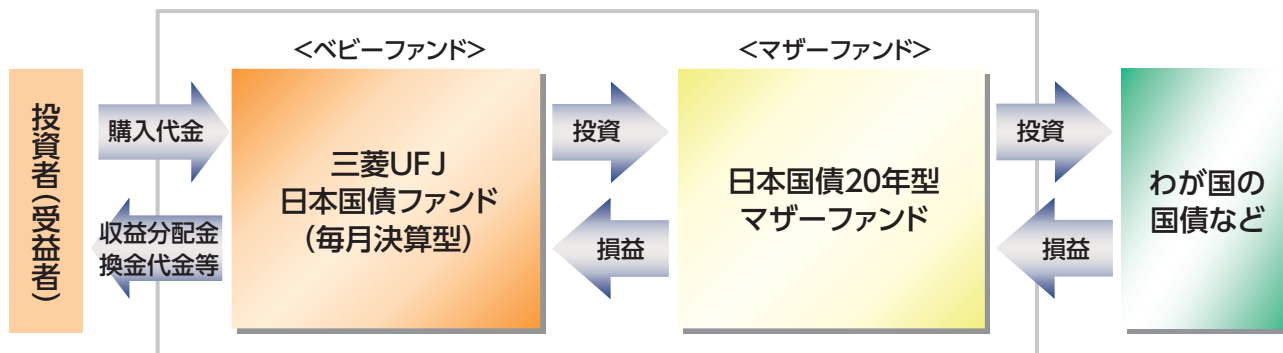 <ベビーファンド>
<マザーファンド>
投資者(受益者)
購入代金
収益分配金
換金代金等
三菱UFJ
日本国債ファンド
(毎月決算型)
投資
損益
日本国債20年型
マザーファンド
投資
損益
わが国の
国債など